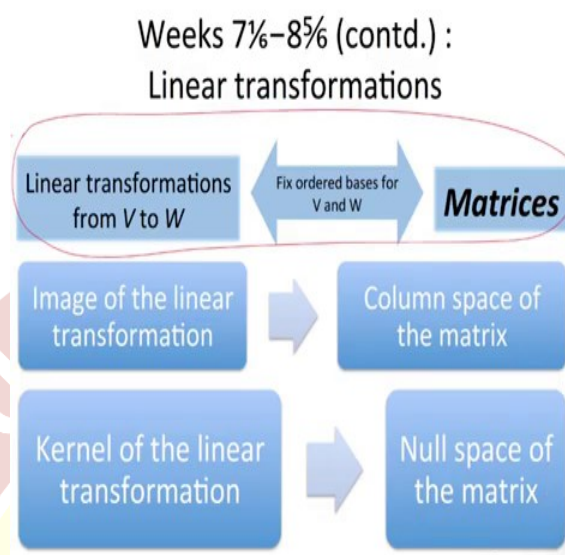 Weeks 7⅙–8⅚ (contd.) :
Linear transformations
Linear transformations
from V to W
Fix ordered bases for
V and W
Matrices
Image of the linear
transformation
Column space of
the matrix
Kernel of the linear
transformation
Null space of
the matrix